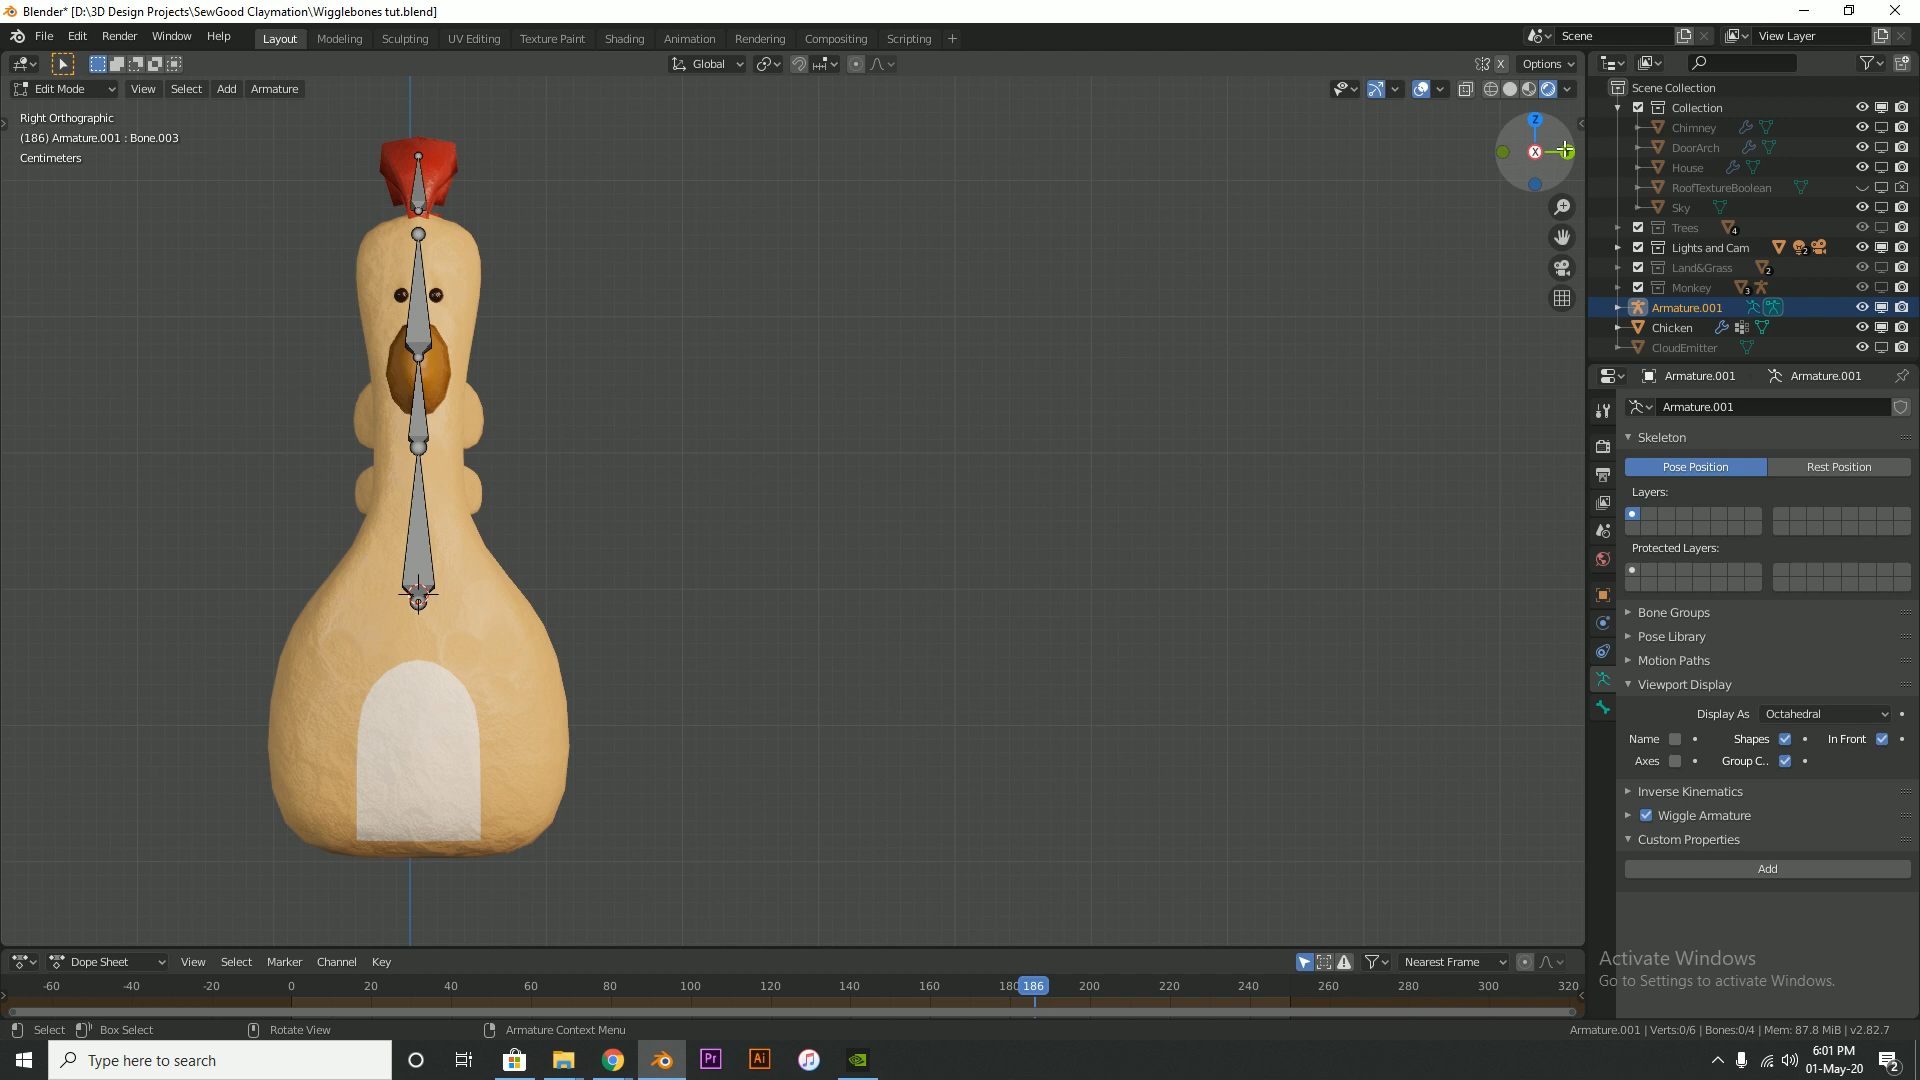 Blender* [D:\3D Design Projects\SewGood Claymation\Wigglebones tut.blend]
File Edit Render Window Help Layout Modeling Sculpting UV Editing Texture Paint Shading Animation Rendering Compositing Scripting + Scene View Layer
Global X Options
Edit Mode View Select Add Armature
Right Orthographic
(186) Armature.001 : Bone.003
Centimeters
Z
X
Scene Collection
Collection
Chimney
DoorArch
House
RoofTextureBoolean
Sky
Trees 4
Lights and Cam 2
Land&Grass 2
Monkey 3
Armature.001
Chicken
CloudEmitter
Armature.001 Armature.001
Armature.001
Skeleton
Pose Position Rest Position
Layers:
Protected Layers:
Bone Groups
Pose Library
Motion Paths
Viewport Display
Display As Octahedral
Name Shapes In Front
Axes Group C..
Inverse Kinematics
Wiggle Armature
Custom Properties
Add
Activate Windows
Go to Settings to activate Windows.
Dope Sheet View Select Marker Channel Key Nearest Frame
-60 -40 -20 0 20 40 60 80 100 120 140 160 180 186 200 220 240 260 280 300 320
Select Box Select Rotate View Armature Context Menu Armature.001 | Verts:0/6 | Bones:0/4 | Mem: 87.8 MiB | v2.82.7
Type here to search Pr Ai 6:01 PM
01-May-20 2